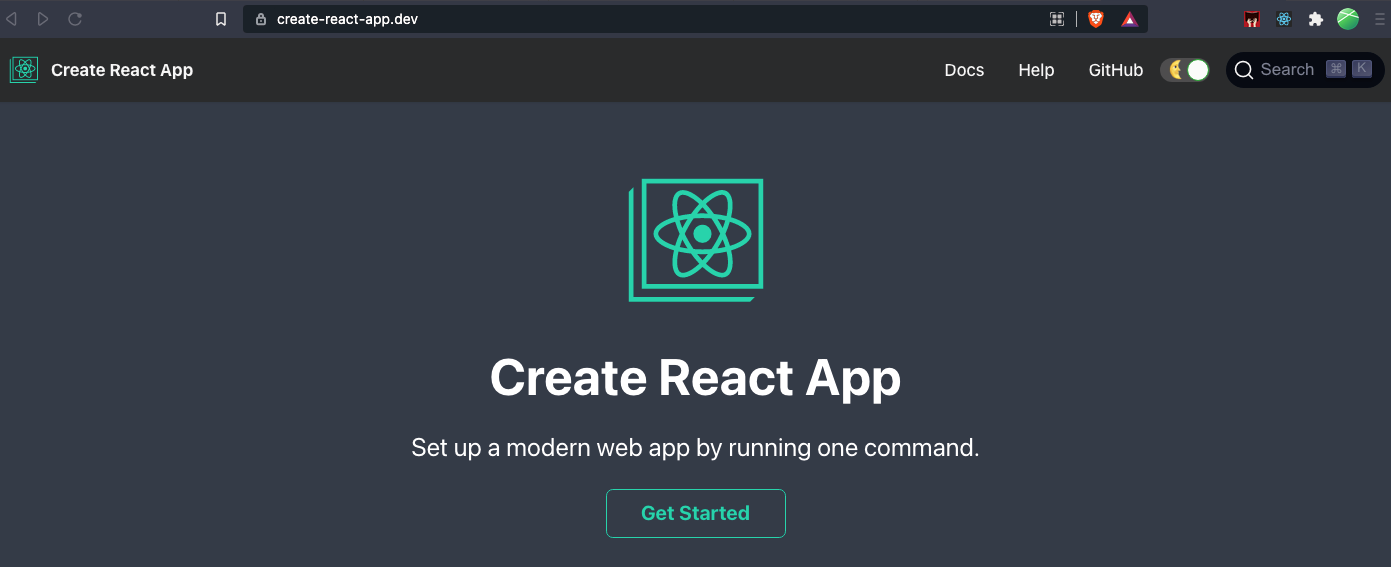 create-react-app.dev
Create React App
Docs Help GitHub Search ⌘ K
Create React App
Set up a modern web app by running one command.
Get Started